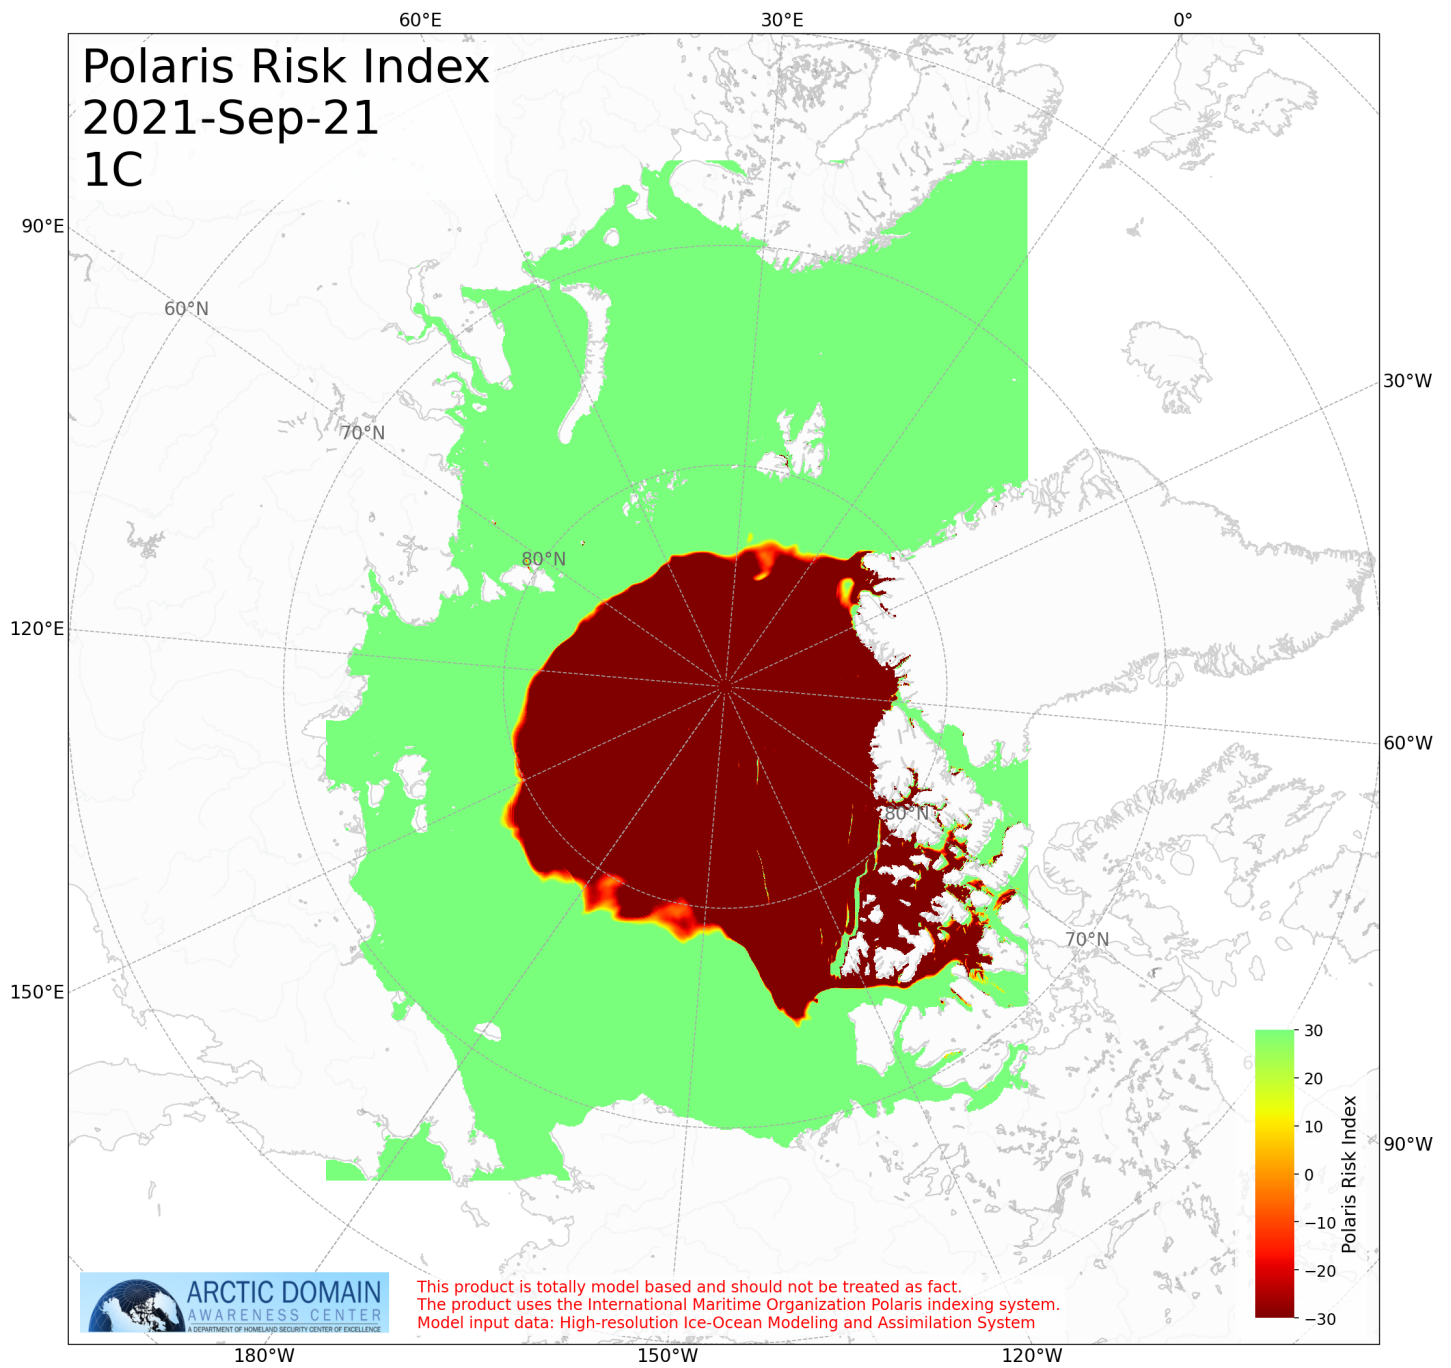 60°E
30°E
0°
Polaris Risk Index
2021-Sep-21
1C
90°E
60°N
30°W
70°N
80°N
120°E
60°W
80°N
70°N
150°E
30
20
10
0
−10
−20
−30
Polaris Risk Index
90°W
ARCTIC DOMAIN
AWARENESS CENTER
A DEPARTMENT OF HOMELAND SECURITY CENTER OF EXCELLENCE
This product is totally model based and should not be treated as fact.
The product uses the International Maritime Organization Polaris indexing system.
Model input data: High-resolution Ice-Ocean Modeling and Assimilation System
180°W
150°W
120°W